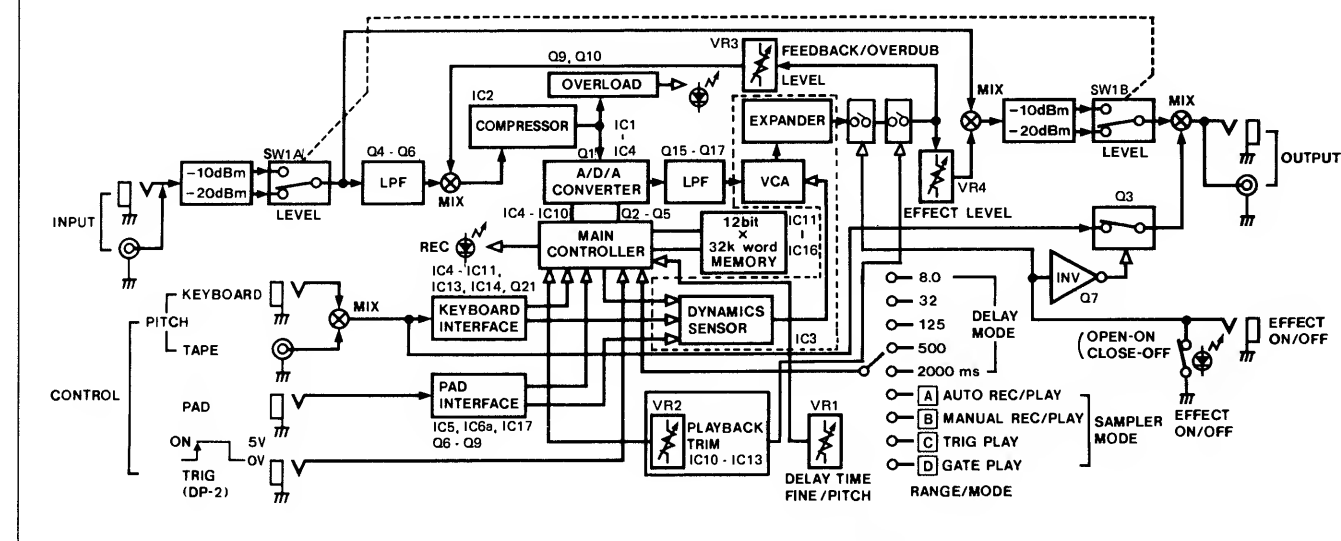 VR3
FEEDBACK/OVERDUB
LEVEL
Q9, Q10
OVERLOAD
IC2
COMPRESSOR
IC1
IC4
EXPANDER
MIX
SW1B
MIX
-10dBm
-20dBm
LEVEL
SW1A
-10dBm
-20dBm
LEVEL
Q4 - Q6
LPF
MIX
Q1
A/D/A
CONVERTER
Q15 - Q17
LPF
VCA
VR4
EFFECT LEVEL
OUTPUT
INPUT
IC4 - IC10
Q2 - Q5
REC
MAIN
CONTROLLER
12bit
×
32k word
MEMORY
IC11
IC16
Q3
INV
Q7
KEYBOARD
PITCH
TAPE
MIX
IC4 - IC11,
IC13, IC14, Q21
KEYBOARD
INTERFACE
DYNAMICS
SENSOR
IC3
8.0
32
125
500
2000 ms
DELAY
MODE
(OPEN-ON
CLOSE-OFF
EFFECT
ON/OFF
EFFECT
ON/OFF
CONTROL
PAD
PAD
INTERFACE
IC5, IC6a, IC17
Q6 - Q9
ON
5V
0V
TRIG
(DP-2)
VR2
PLAYBACK
TRIM
IC10 - IC13
VR1
DELAY TIME
FINE/PITCH
A AUTO REC/PLAY
B MANUAL REC/PLAY
C TRIG PLAY
D GATE PLAY
SAMPLER
MODE
RANGE/MODE